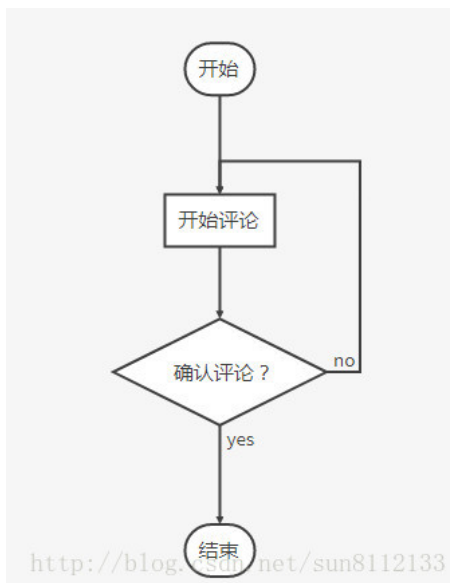 开始
开始评论
no
确认评论？
yes
结束
http://blog.csdn.net/sun8112133